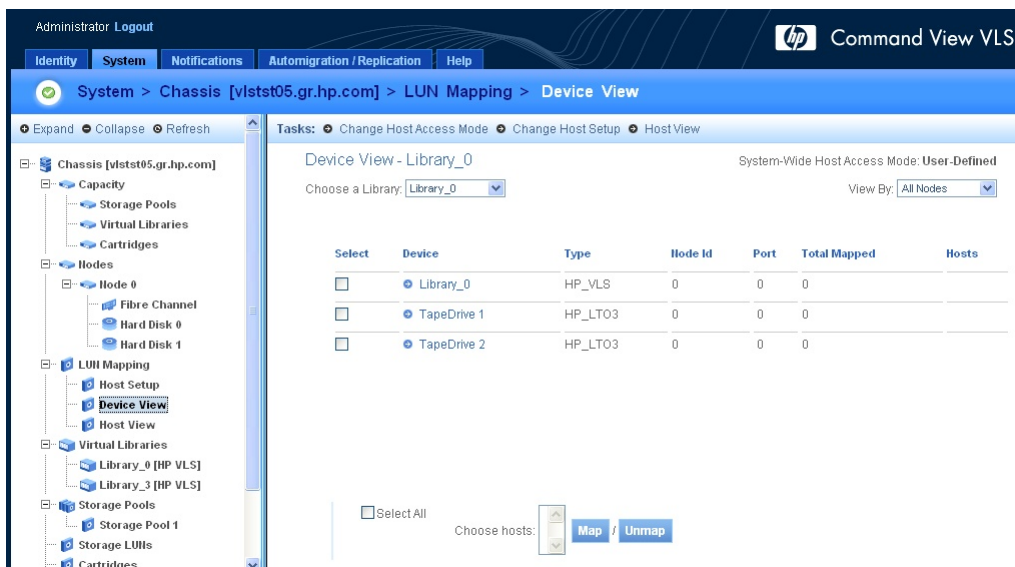 Administrator Logout
hp Command View VLS
Identity System Notifications Automigration / Replication Help
System > Chassis [vlstst05.gr.hp.com] > LUN Mapping > Device View
Expand Collapse Refresh
Tasks: Change Host Access Mode Change Host Setup Host View
Chassis [vlstst05.gr.hp.com]
Capacity
Storage Pools
Virtual Libraries
Cartridges
Nodes
Node 0
Fibre Channel
Hard Disk 0
Hard Disk 1
LUN Mapping
Host Setup
Device View
Host View
Virtual Libraries
Library_0 [HP VLS]
Library_3 [HP VLS]
Storage Pools
Storage Pool 1
Storage LUNs
Cartridges
Device View - Library_0
System-Wide Host Access Mode: User-Defined
Choose a Library: Library_0
View By: All Nodes
Select Device Type Node Id Port Total Mapped Hosts
Library_0 HP_VLS 0 0 0
TapeDrive 1 HP_LTO3 0 0 0
TapeDrive 2 HP_LTO3 0 0 0
Select All
Choose hosts: Map / Unmap